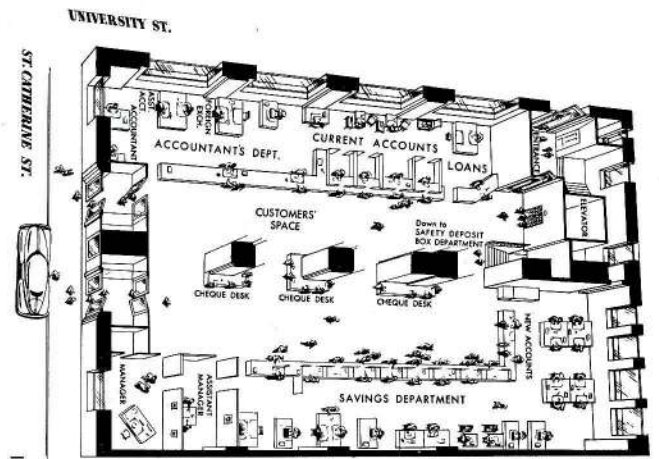 UNIVERSITY ST.
ST. CATHERINE ST.
ASST
ACCT.
ACCOUNTANT
FOREIGN
EXCH.
ACCOUNTANT'S DEPT.
CURRENT ACCOUNTS
LOANS
ENTRANCE
ELEVATOR
CUSTOMERS'
SPACE
Down to
SAFETY DEPOSIT
BOX DEPARTMENT
CHEQUE DESK
CHEQUE DESK
CHEQUE DESK
NEW ACCOUNTS
MANAGER
ASSISTANT
MANAGER
SAVINGS DEPARTMENT